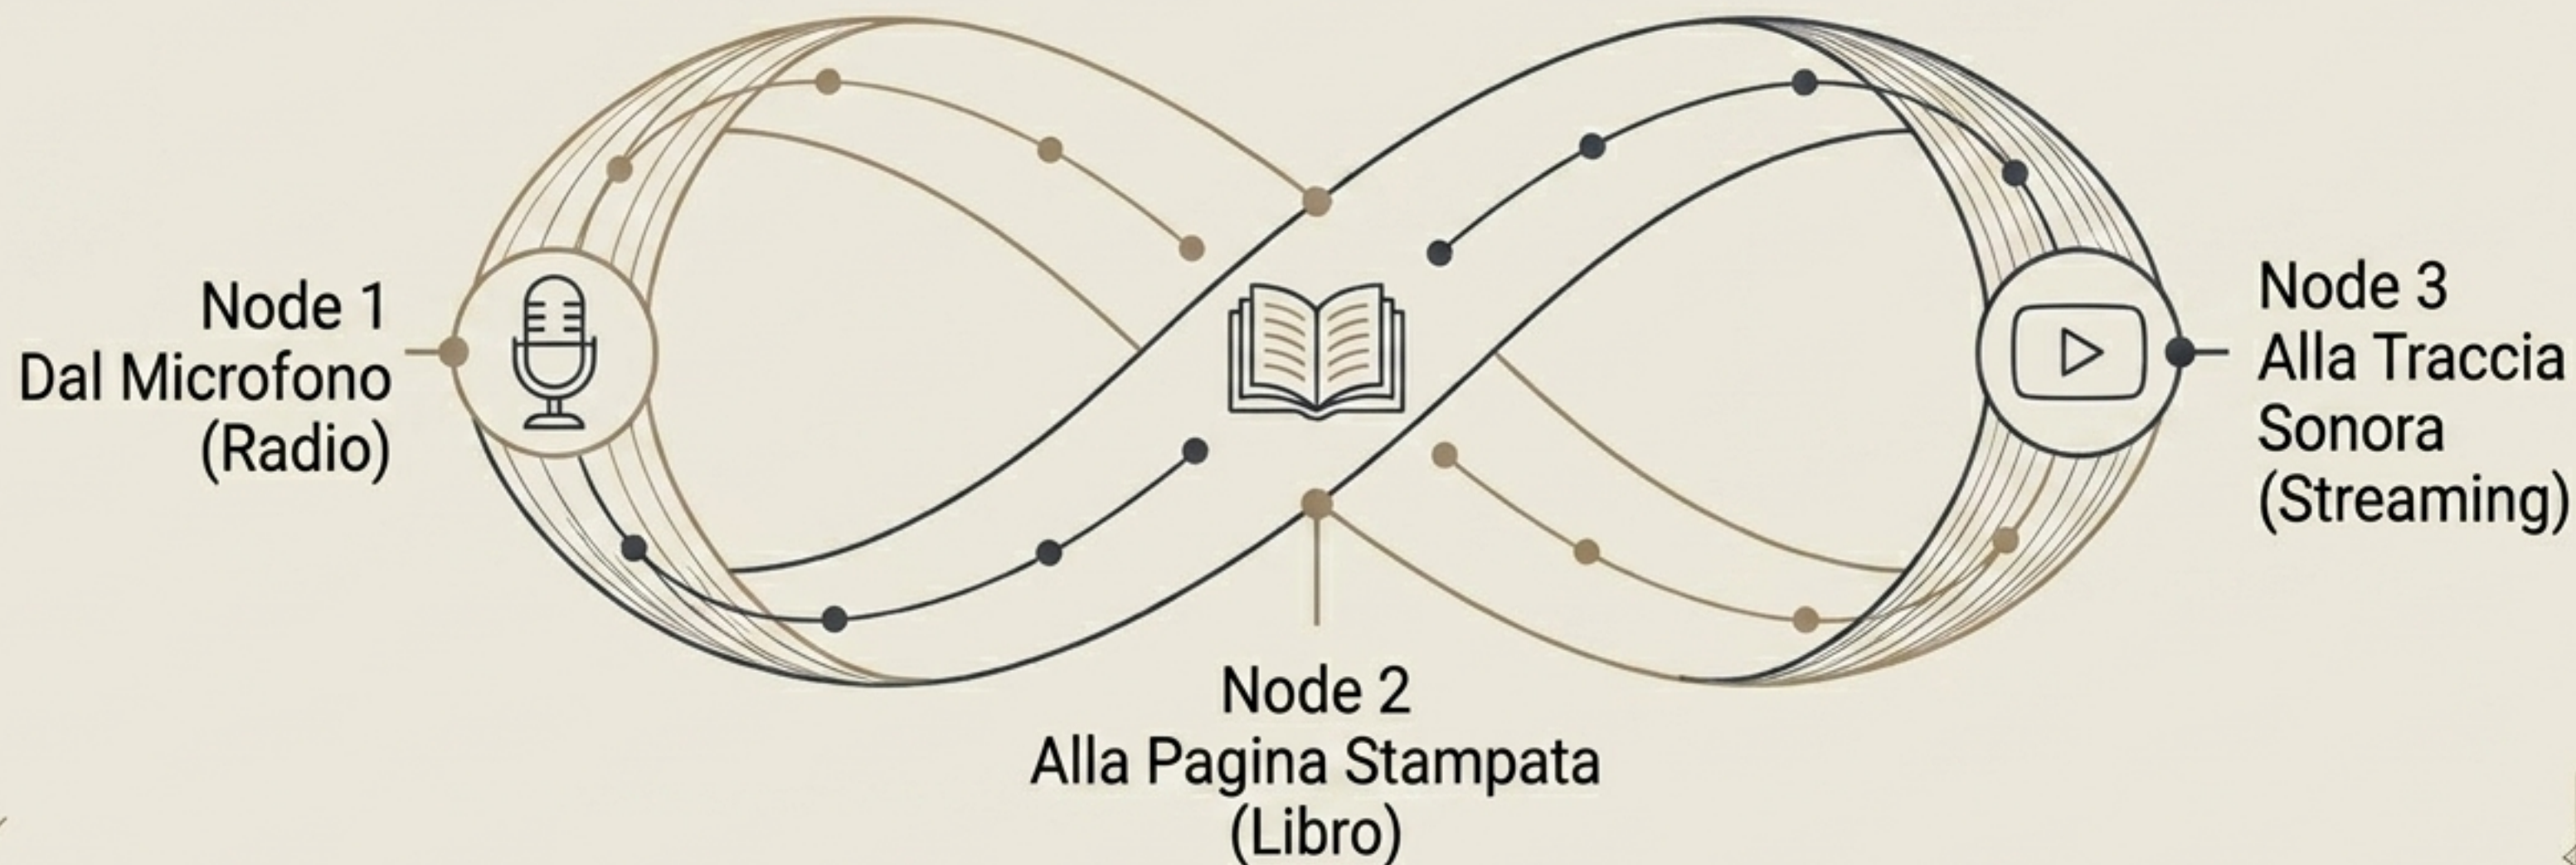 Node 1
Dal Microfono
(Radio)
Node 2
Alla Pagina Stampata
(Libro)
Node 3
Alla Traccia
Sonora
(Streaming)